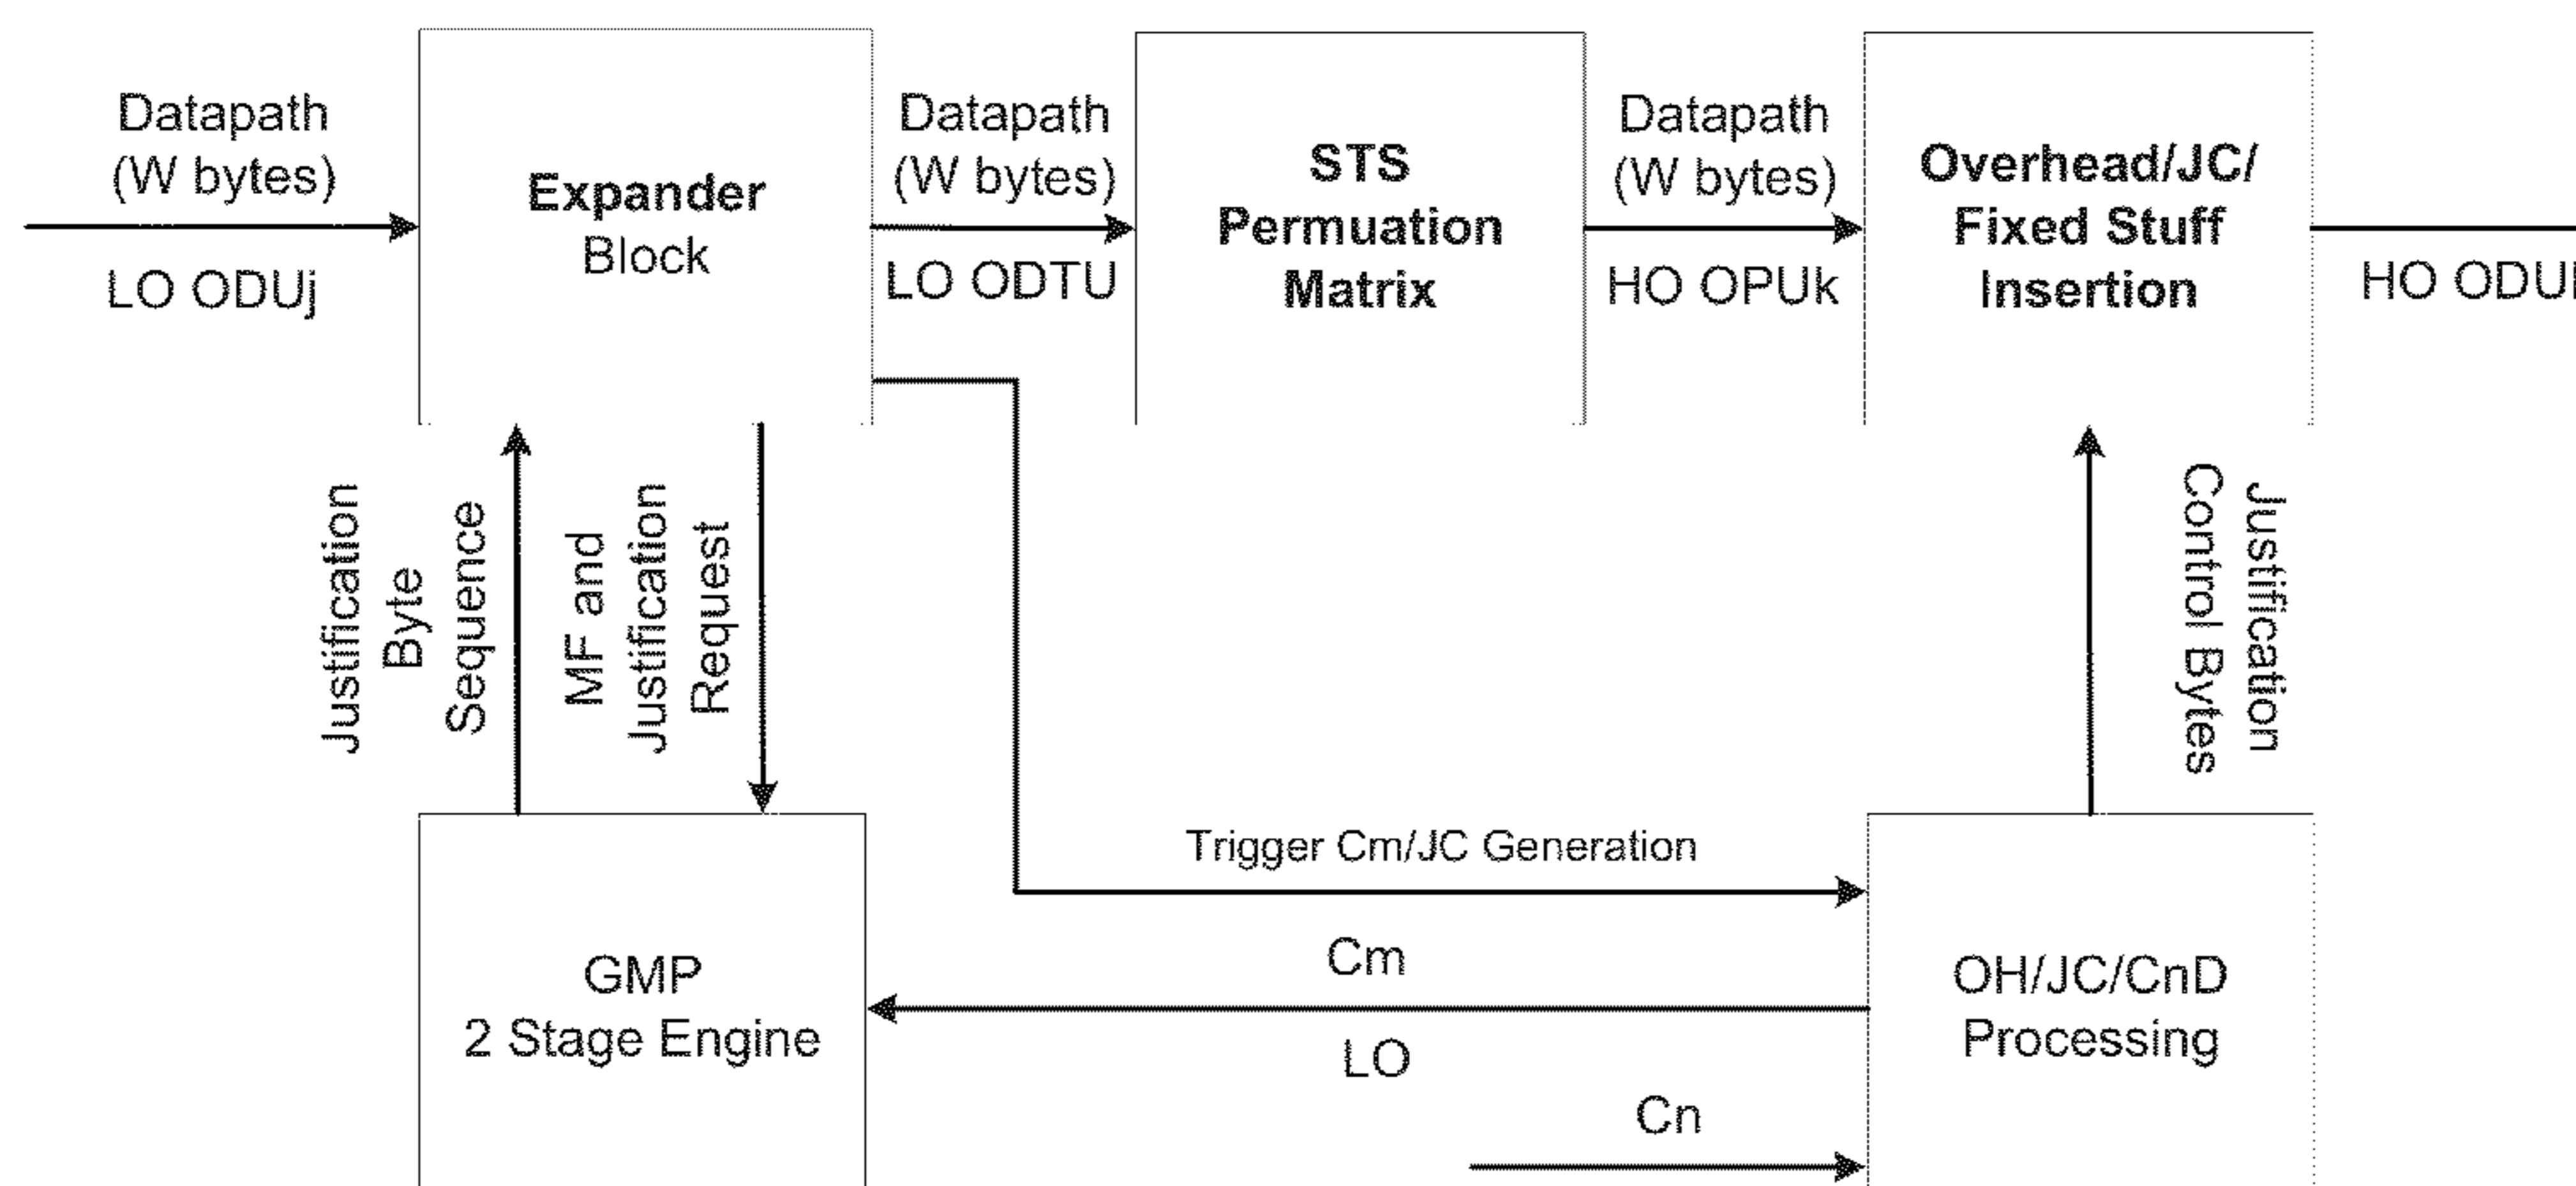 Datapath
(W bytes)
LO ODUj
Expander
Block
Datapath
(W bytes)
LO ODTU
STS
Permuation
Matrix
Datapath
(W bytes)
HO OPUk
Overhead/JC/
Fixed Stuff
Insertion
HO
Justification
Byte
Sequence
MF and
Justification
Request
Justification
Control Bytes
Trigger Cm/JC Generation
GMP
2 Stage Engine
Cm
LO
Cn
OH/JC/CnD
Processing